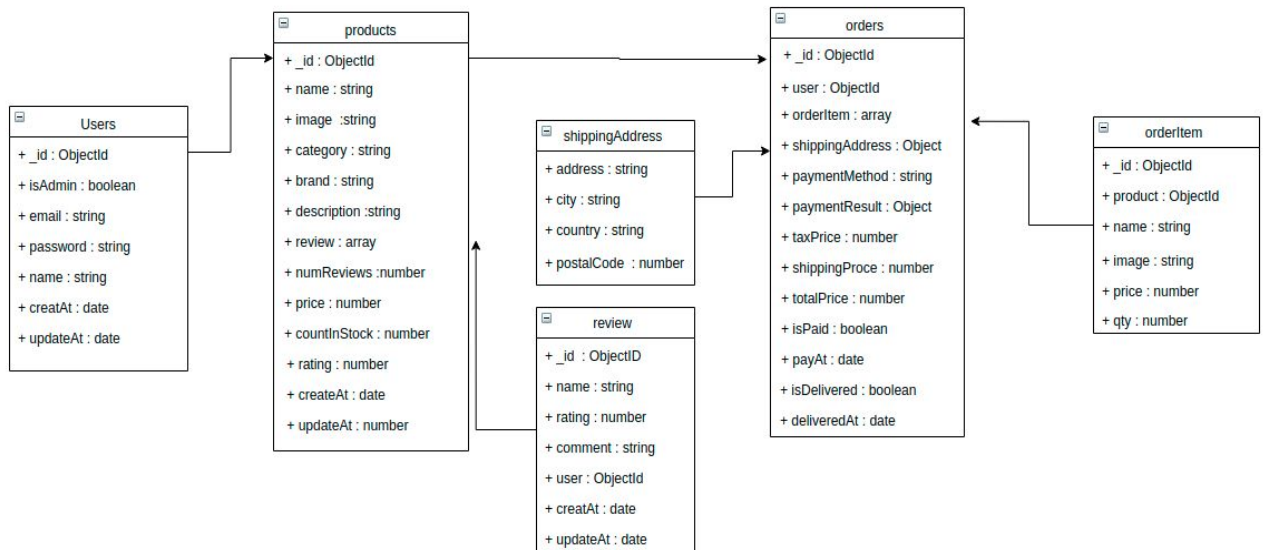 Users
+ _id : ObjectId
+ isAdmin : boolean
+ email : string
+ password : string
+ name : string
+ creatAt : date
+ updateAt : date
products
+ _id : ObjectId
+ name : string
+ image :string
+ category : string
+ brand : string
+ description :string
+ review : array
+ numReviews :number
+ price : number
+ countInStock : number
+ rating : number
+ createAt : date
+ updateAt : number
shippingAddress
+ address : string
+ city : string
+ country : string
+ postalCode : number
review
+ _id : ObjectID
+ name : string
+ rating : number
+ comment : string
+ user : ObjectId
+ creatAt : date
+ updateAt : date
orders
+ _id : ObjectId
+ user : ObjectId
+ orderItem : array
+ shippingAddress : Object
+ paymentMethod : string
+ paymentResult : Object
+ taxPrice : number
+ shippingProce : number
+ totalPrice : number
+ isPaid : boolean
+ payAt : date
+ isDelivered : boolean
+ deliveredAt : date
orderItem
+ _id : ObjectId
+ product : ObjectId
+ name : string
+ image : string
+ price : number
+ qty : number